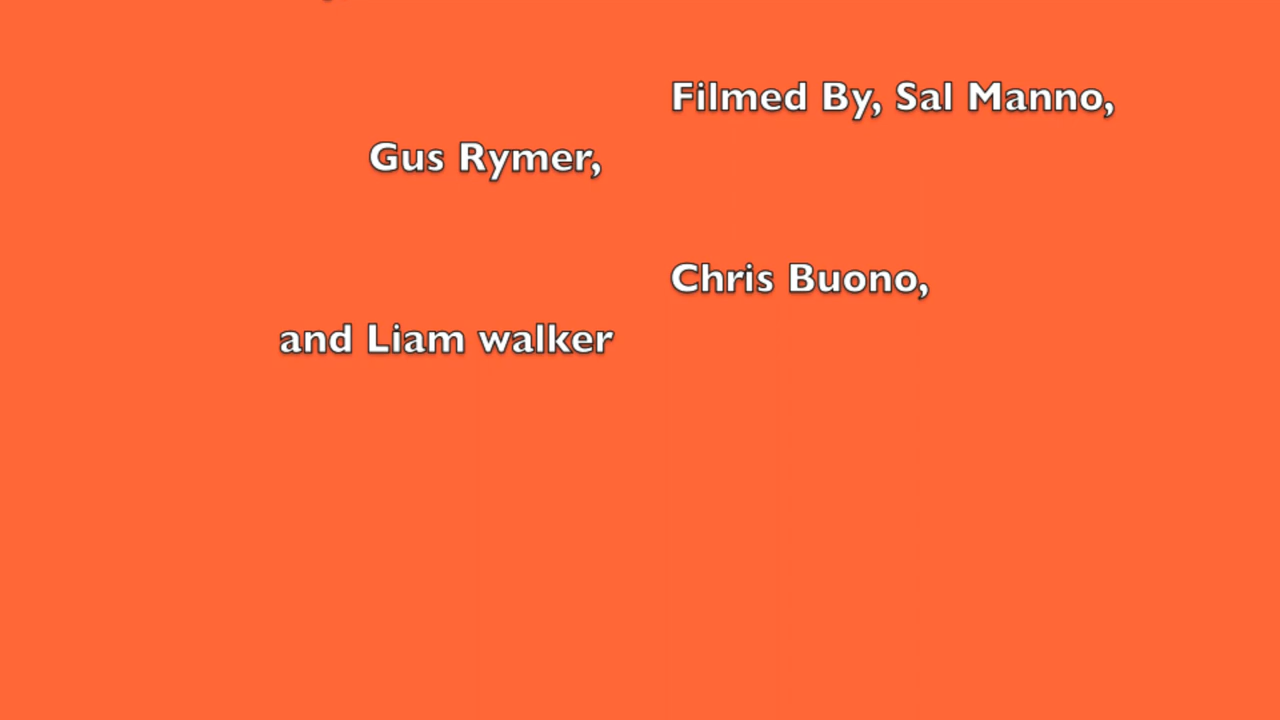 Filmed By, Sal Manno,
Gus Rymer,
Chris Buono,
and Liam walker